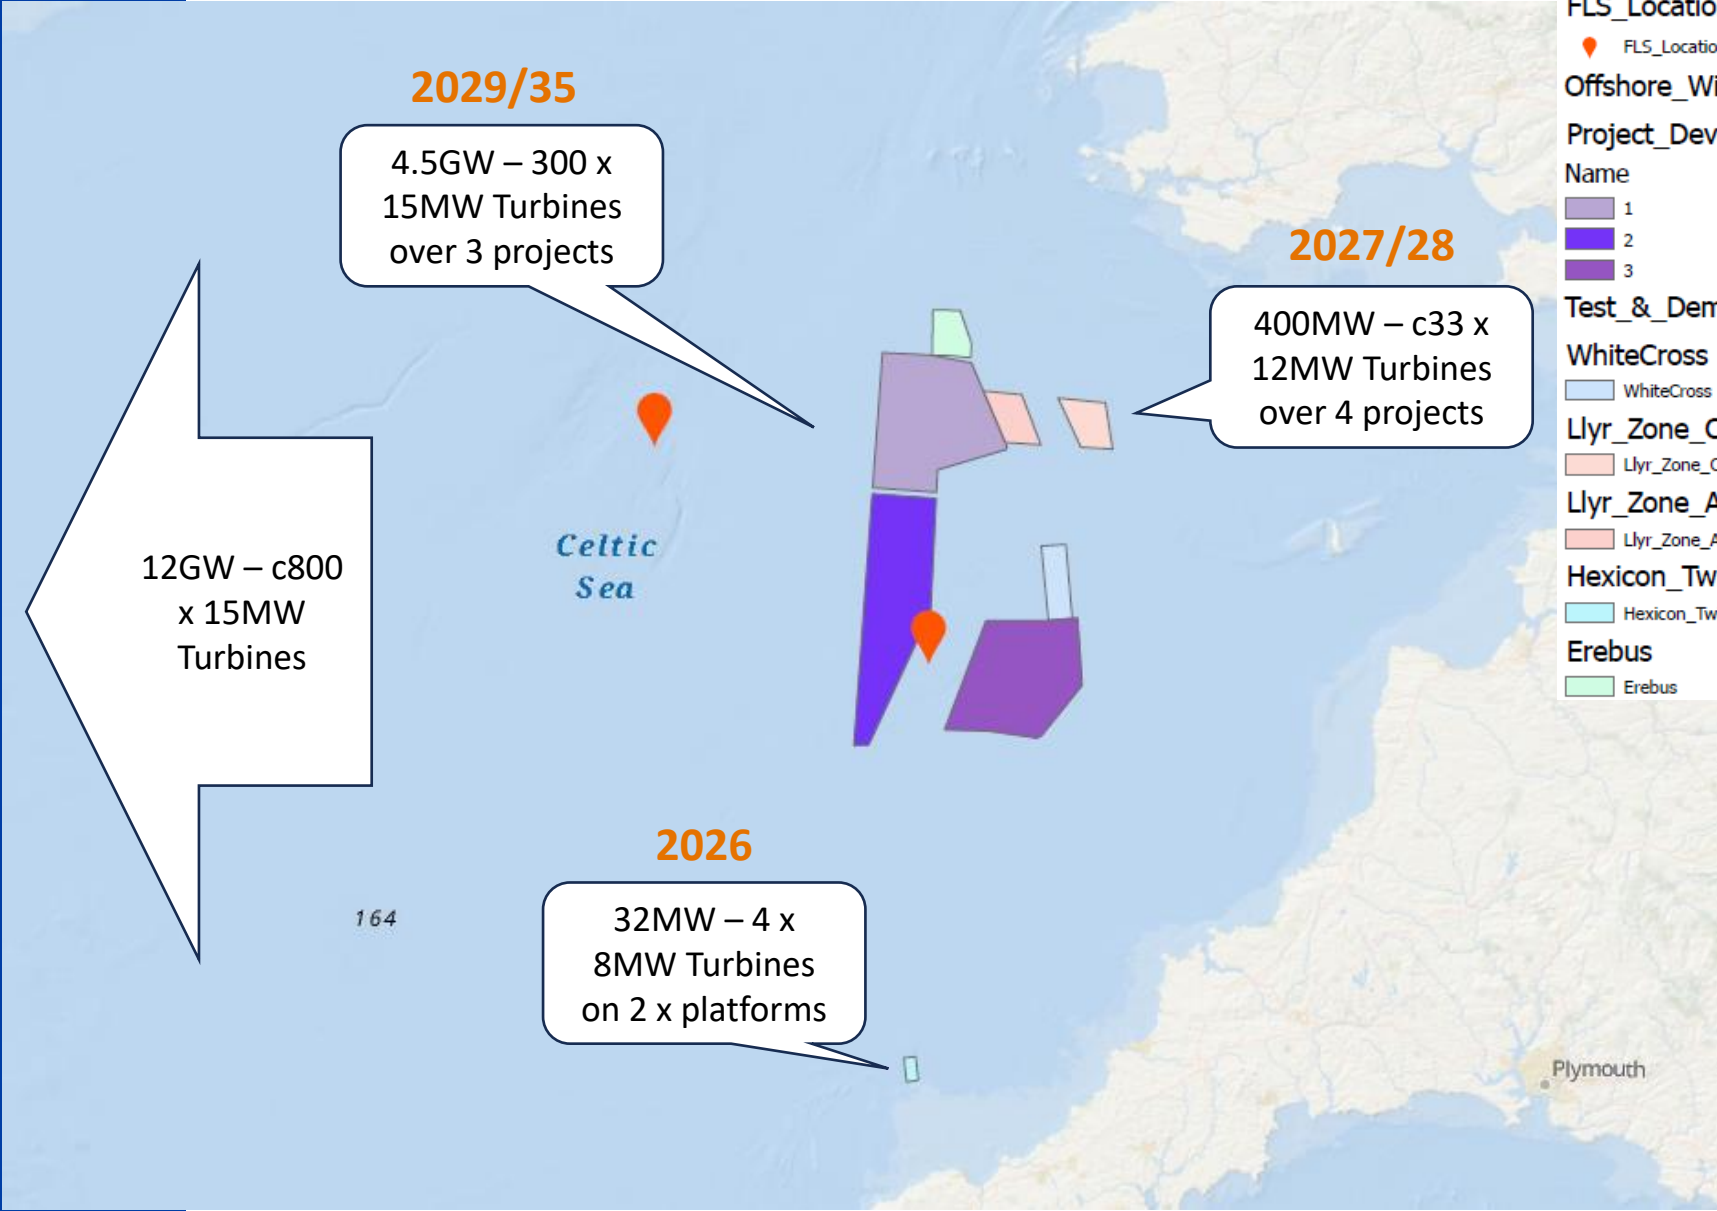 2029/35
4.5GW – 300 x
15MW Turbines
over 3 projects
2027/28
400MW – c33 x
12MW Turbines
over 4 projects
12GW – c800
x 15MW
Turbines
Celtic
Sea
2026
32MW – 4 x
8MW Turbines
on 2 x platforms
164
Plymouth
FLS_Locatio
FLS_Locatio
Offshore_Wi
Project_Dev
Name
1
2
3
Test_&_Dem
WhiteCross
WhiteCross
Llyr_Zone_C
Llyr_Zone_C
Llyr_Zone_A
Llyr_Zone_A
Hexicon_Tw
Hexicon_Tw
Erebus
Erebus